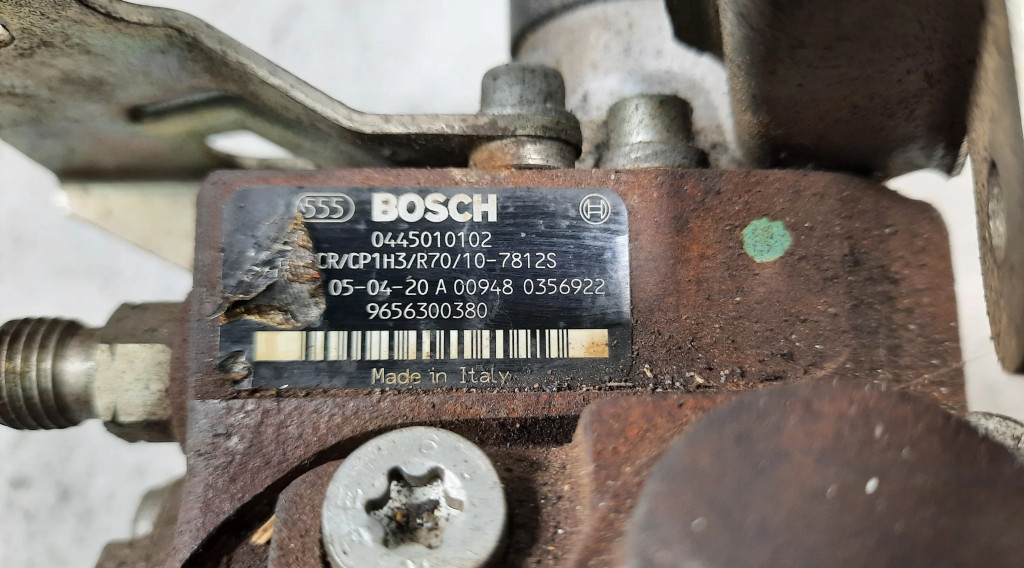 555 BOSCH
0445010102
CR/CP1H3/R70/10-7812S
05-04-20 A 00948 0356922
9656300380
Made in Italy